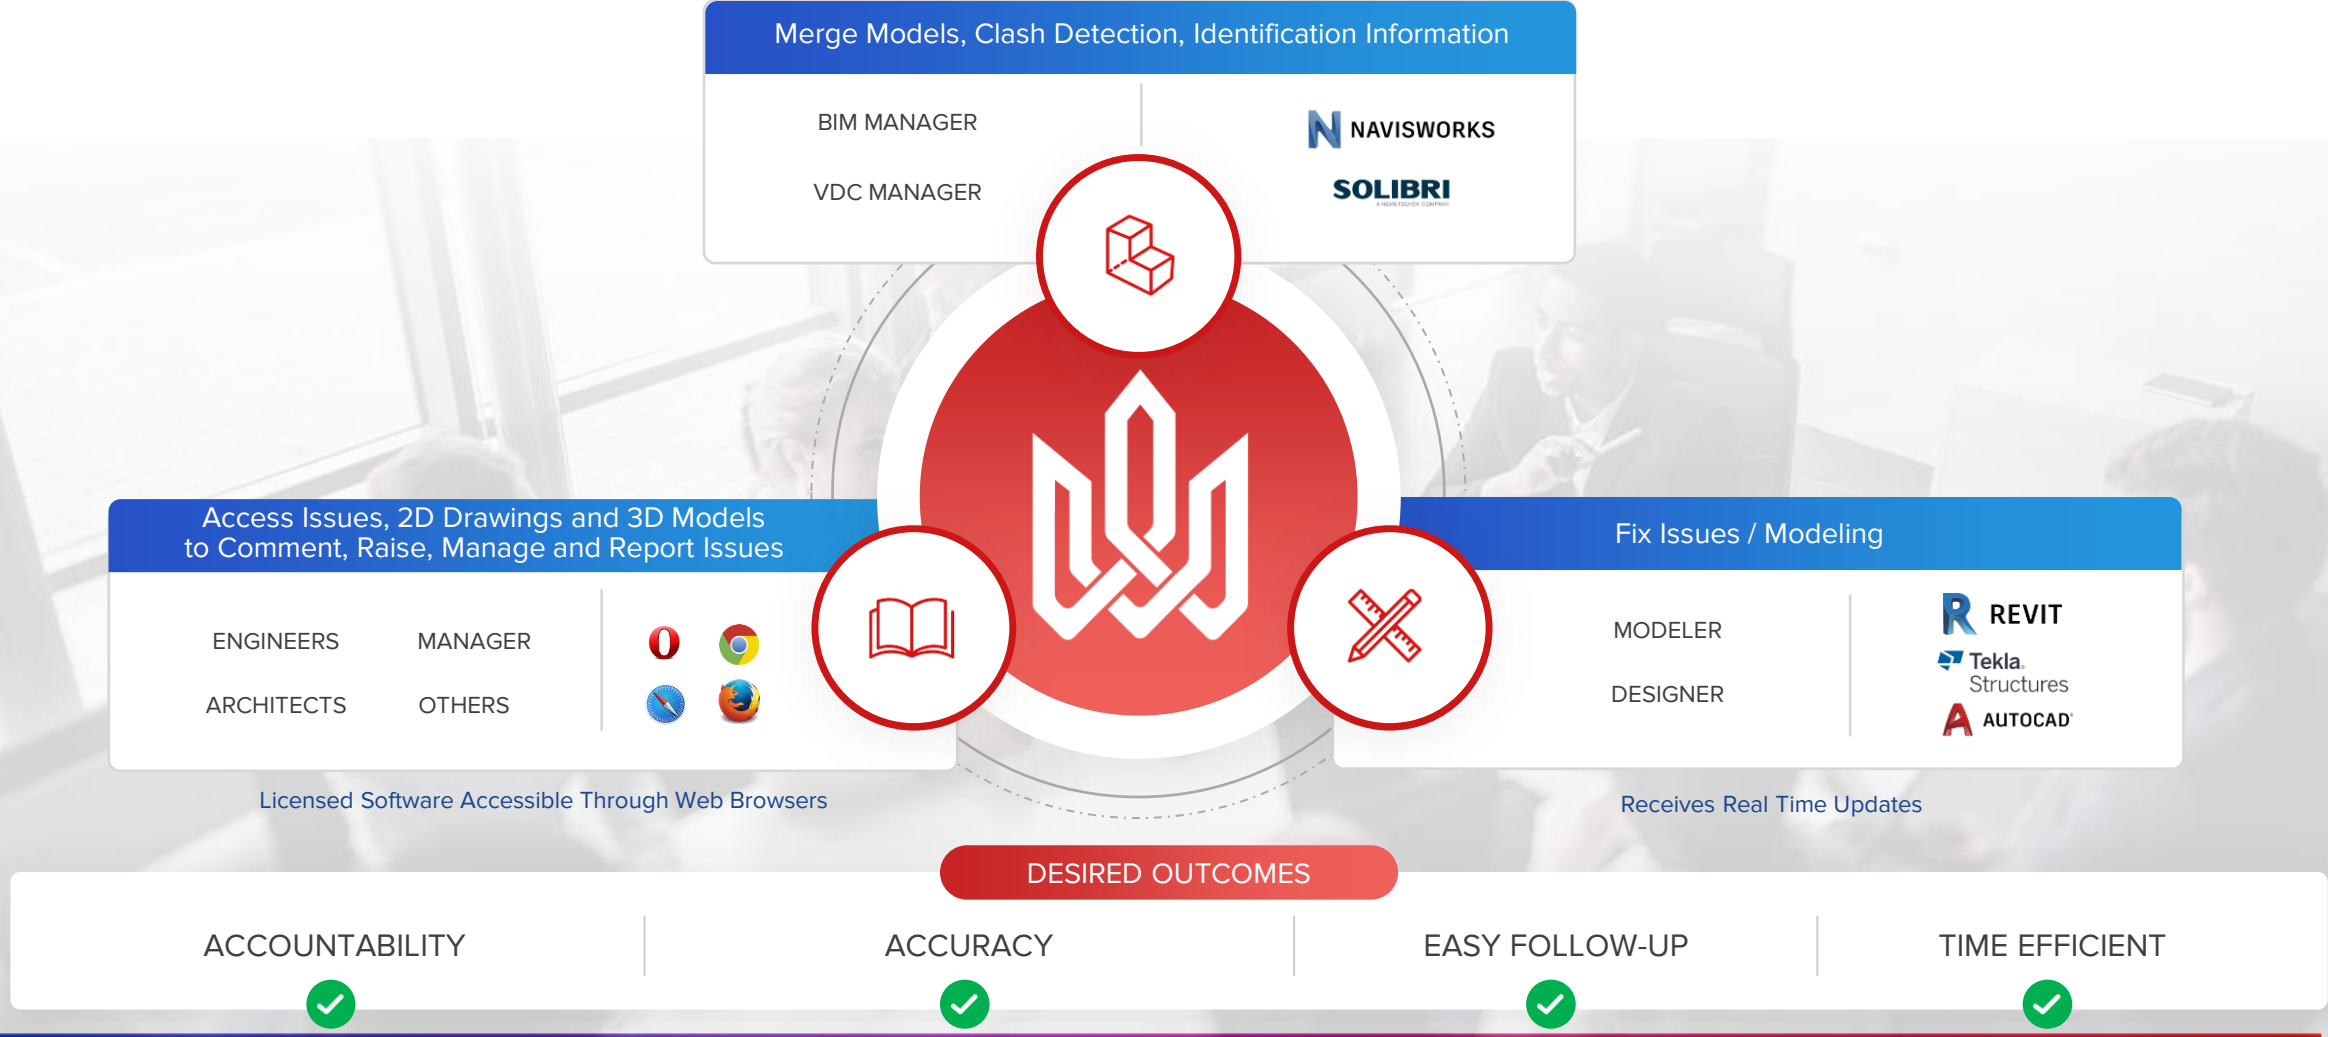 Merge Models, Clash Detection, Identification Information
BIM MANAGER
NAVISWORKS
VDC MANAGER
SOLIBRI
A NEMETSCHEK COMPANY
Access Issues, 2D Drawings and 3D Models
to Comment, Raise, Manage and Report Issues
ENGINEERS
MANAGER
ARCHITECTS
OTHERS
Licensed Software Accessible Through Web Browsers
Fix Issues / Modeling
MODELER
DESIGNER
REVIT
Tekla.
Structures
AUTOCAD
Receives Real Time Updates
DESIRED OUTCOMES
ACCOUNTABILITY
ACCURACY
EASY FOLLOW-UP
TIME EFFICIENT